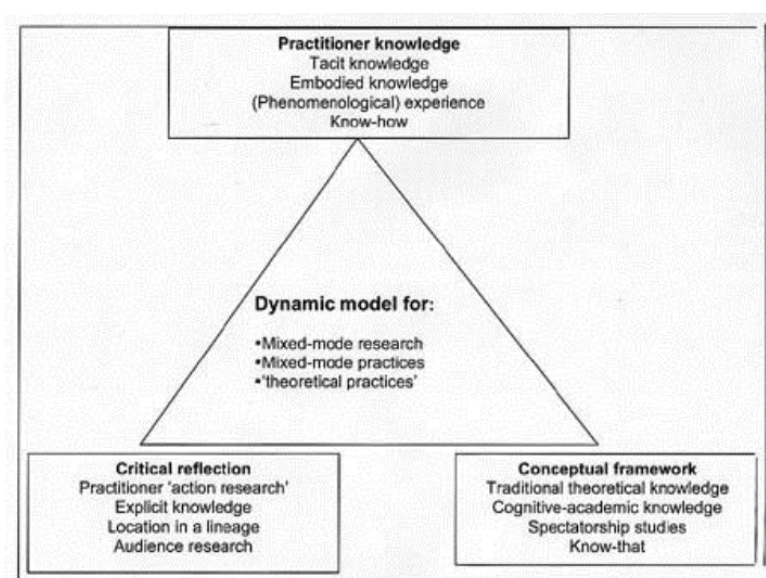 Practitioner knowledge
Tacit knowledge
Embodied knowledge
(Phenomenological) experience
Know-how
Dynamic model for:
•Mixed-mode research
•Mixed-mode practices
•'theoretical practices'
Critical reflection
Practitioner 'action research'
Explicit knowledge
Location in a lineage
Audience research
Conceptual framework
Traditional theoretical knowledge
Cognitive-academic knowledge
Spectatorship studies
Know-that